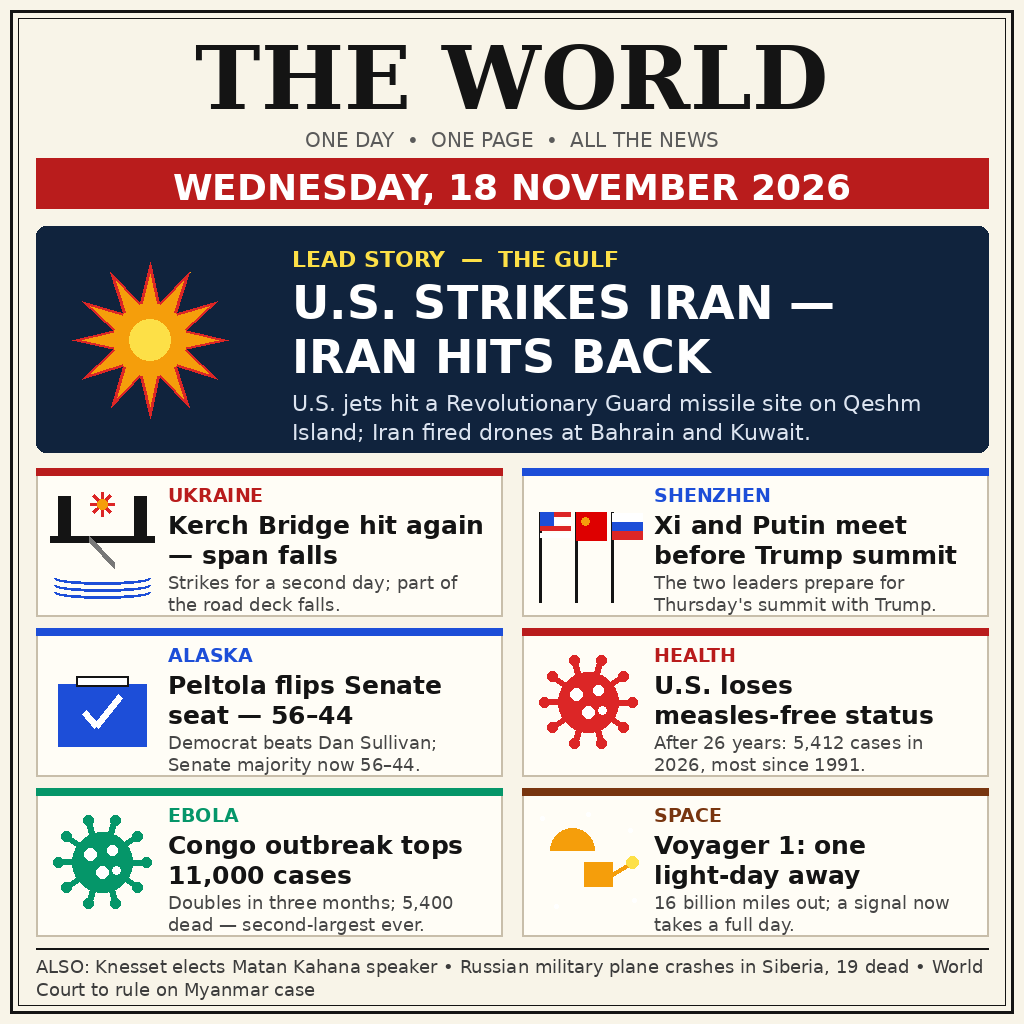 THE WORLD
ONE DAY • ONE PAGE • ALL THE NEWS
WEDNESDAY, 18 NOVEMBER 2026
LEAD STORY — THE GULF
U.S. STRIKES IRAN —
IRAN HITS BACK
U.S. jets hit a Revolutionary Guard missile site on Qeshm
Island; Iran fired drones at Bahrain and Kuwait.
UKRAINE
Kerch Bridge hit again
— span falls
Strikes for a second day; part of
the road deck falls.
SHENZHEN
Xi and Putin meet
before Trump summit
The two leaders prepare for
Thursday's summit with Trump.
ALASKA
Peltola flips Senate
seat — 56–44
Democrat beats Dan Sullivan;
Senate majority now 56–44.
HEALTH
U.S. loses
measles-free status
After 26 years: 5,412 cases in
2026, most since 1991.
EBOLA
Congo outbreak tops
11,000 cases
Doubles in three months; 5,400
dead — second-largest ever.
SPACE
Voyager 1: one
light-day away
16 billion miles out; a signal now
takes a full day.
ALSO: Knesset elects Matan Kahana speaker • Russian military plane crashes in Siberia, 19 dead • World
Court to rule on Myanmar case